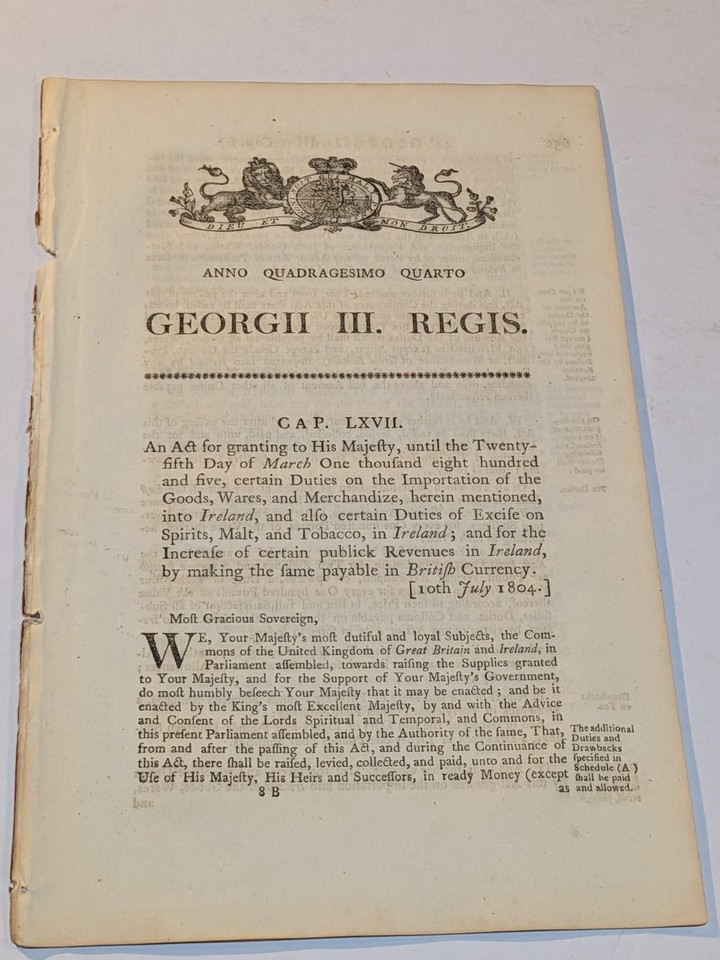 HONI SOIT QUI MAL Y PENSE
DIEU ET MON DROIT.
ANNO QUADRAGESIMO QUARTO
GEORGII III. REGIS.
CAP. LXVII.
An Act for granting to His Majeſty, until the Twenty-
fifth Day of March One thouſand eight hundred
and five, certain Duties on the Importation of the
Goods, Wares, and Merchandize, herein mentioned,
into Ireland, and alſo certain Duties of Exciſe on
Spirits, Malt, and Tobacco, in Ireland; and for the
Increaſe of certain publick Revenues in Ireland,
by making the ſame payable in Britiſh Currency.
[10th July 1804.]
Moſt Gracious Sovereign,
WE, Your Majeſty's moſt dutiful and loyal Subjects, the Com-
mons of the United Kingdom of Great Britain and Ireland, in
Parliament aſſembled, towards raiſing the Supplies granted
to Your Majeſty, and for the Support of Your Majeſty's Government,
do moſt humbly beſeech Your Majeſty that it may be enacted; and be it
enacted by the King's moſt Excellent Majeſty, by and with the Advice
and Conſent of the Lords Spiritual and Temporal, and Commons, in
this preſent Parliament aſſembled, and by the Authority of the ſame, That,
from and after the paſſing of this Act, and during the Continuance of
this Act, there ſhall be raiſed, levied, collected, and paid, unto and for the
Uſe of His Majeſty, His Heirs and Succeſſors, in ready Money (except
8 B as
The additional
Duties and
Drawbacks
ſpecified in
Schedule (A)
ſhall be paid
and allowed.